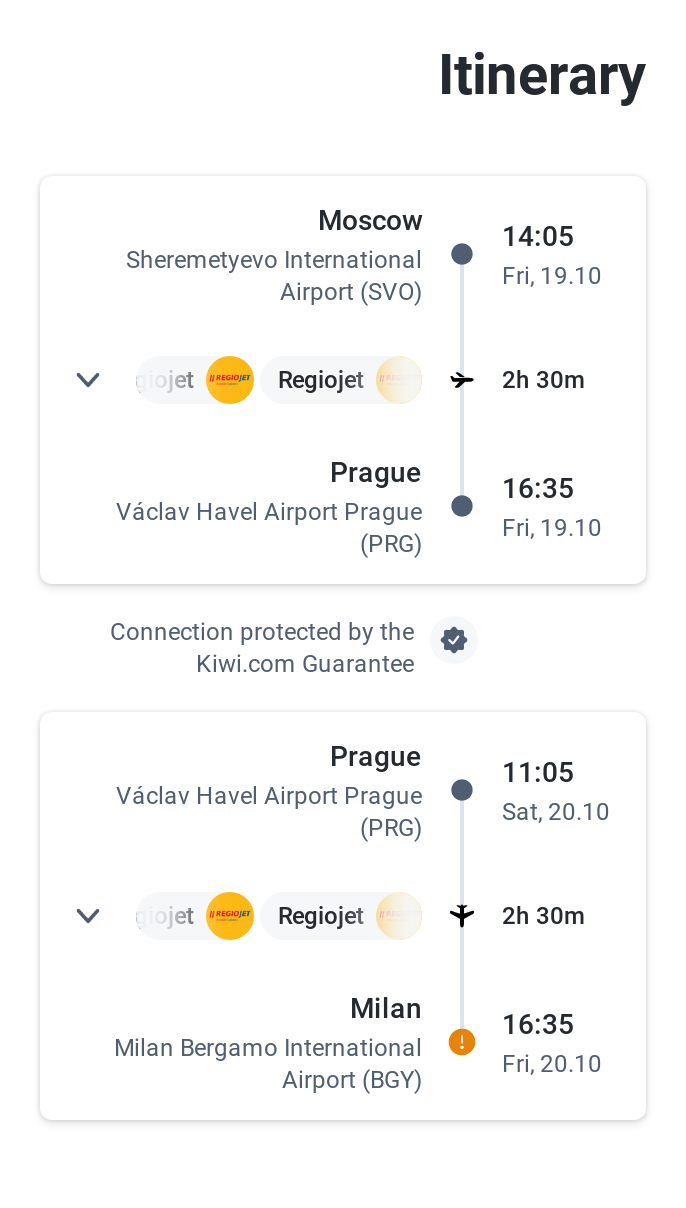 Itinerary
Moscow
Sheremetyevo International
Airport (SVO)
14:05
Fri, 19.10
giojet
REGIOJET
Regiojet
REGIOJET
2h 30m
Prague
Václav Havel Airport Prague
(PRG)
16:35
Fri, 19.10
Connection protected by the
Kiwi.com Guarantee
Prague
Václav Havel Airport Prague
(PRG)
11:05
Sat, 20.10
giojet
REGIOJET
Regiojet
REGIOJET
2h 30m
Milan
Milan Bergamo International
Airport (BGY)
16:35
Fri, 20.10